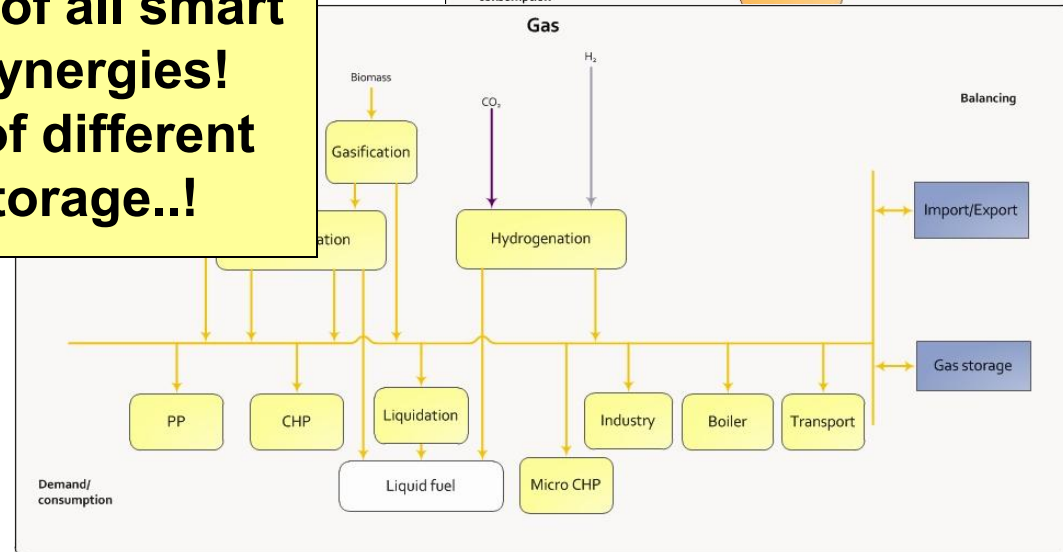 of all smart
ynergies!
of different
torage..!
Gas
H₂
Biomass
CO₂
Balancing
Gasification
Import/Export
ation
Hydrogenation
Gas storage
PP
CHP
Liquidation
Industry
Boiler
Transport
Liquid fuel
Micro CHP
Demand/
consumption